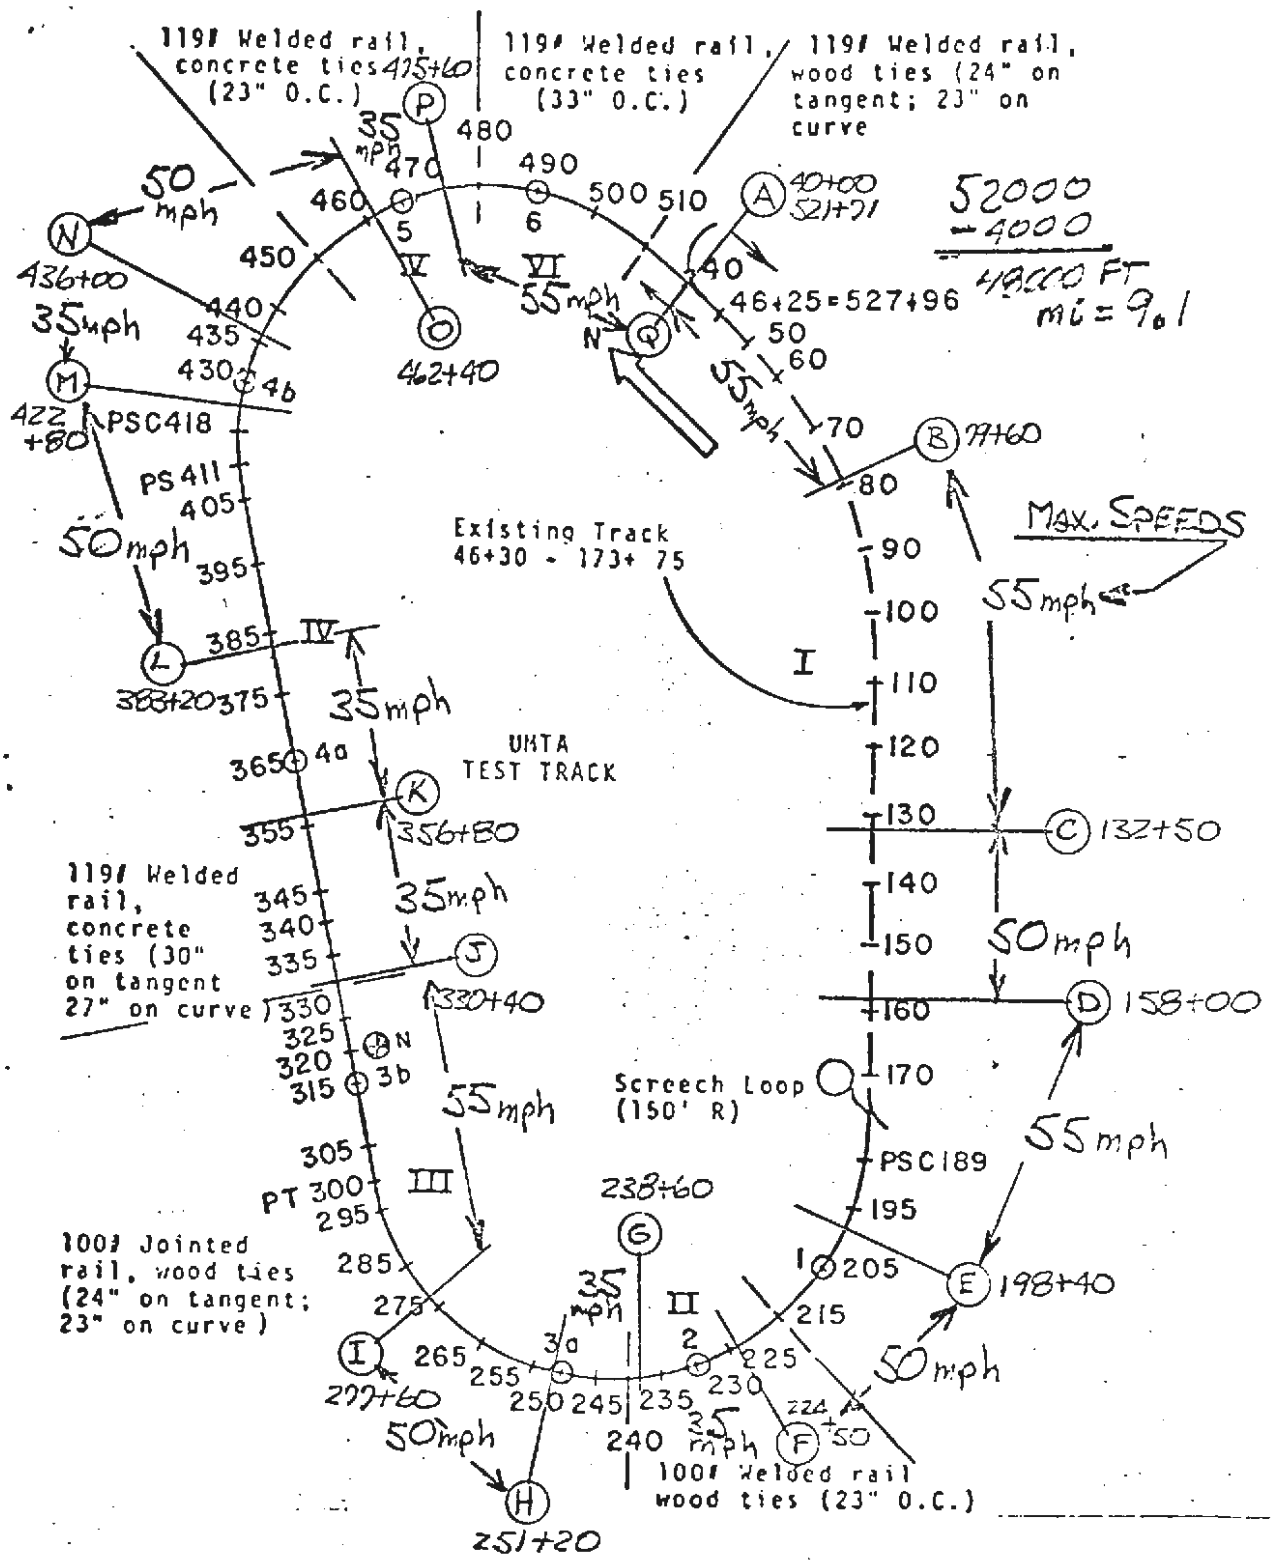 119# Welded rail,
concrete ties
(23" O.C.)
475+60
P
119# Welded rail,
concrete ties
(33" O.C.)
119# Welded rail,
wood ties (24" on
tangent; 23" on
curve
35
mph
480
470
490
50
mph
460
5
6
500
510
A
40+00
521+71
52000
-4000
48000 FT
mi = 9.1
N
436+00
450
IV
VI
55mph
40
46+25=527+96
35mph
440
435
O
462+40
N
Q
50
60
M
430
4b
422
+80
PSC418
55mph
70
B
79+60
80
PS 411
405
MAX. SPEEDS
50mph
Existing Track
46+30 - 173+ 75
90
395
55mph
100
385
IV
L
383+20
375
I
110
35mph
UMTA
TEST TRACK
120
365
4a
K
356+80
355
130
C
132+50
119# Welded
rail,
concrete
ties (30"
on tangent
27" on curve)
345
340
335
35mph
140
150
50mph
J
330+40
330
325
320
315
N
3b
D
158+00
160
170
Screech Loop
(150' R)
55mph
55mph
305
PT 300
295
III
PSC189
238+60
G
195
100# Jointed
rail, wood ties
(24" on tangent;
23" on curve)
285
275
1
205
E
198+40
35
mph
II
215
I
277+60
265
255
3a
2
225
230
250
245
235
50mph
224
+50
F
50mph
240
35
mph
100# Welded rail
wood ties (23" O.C.)
H
251+20